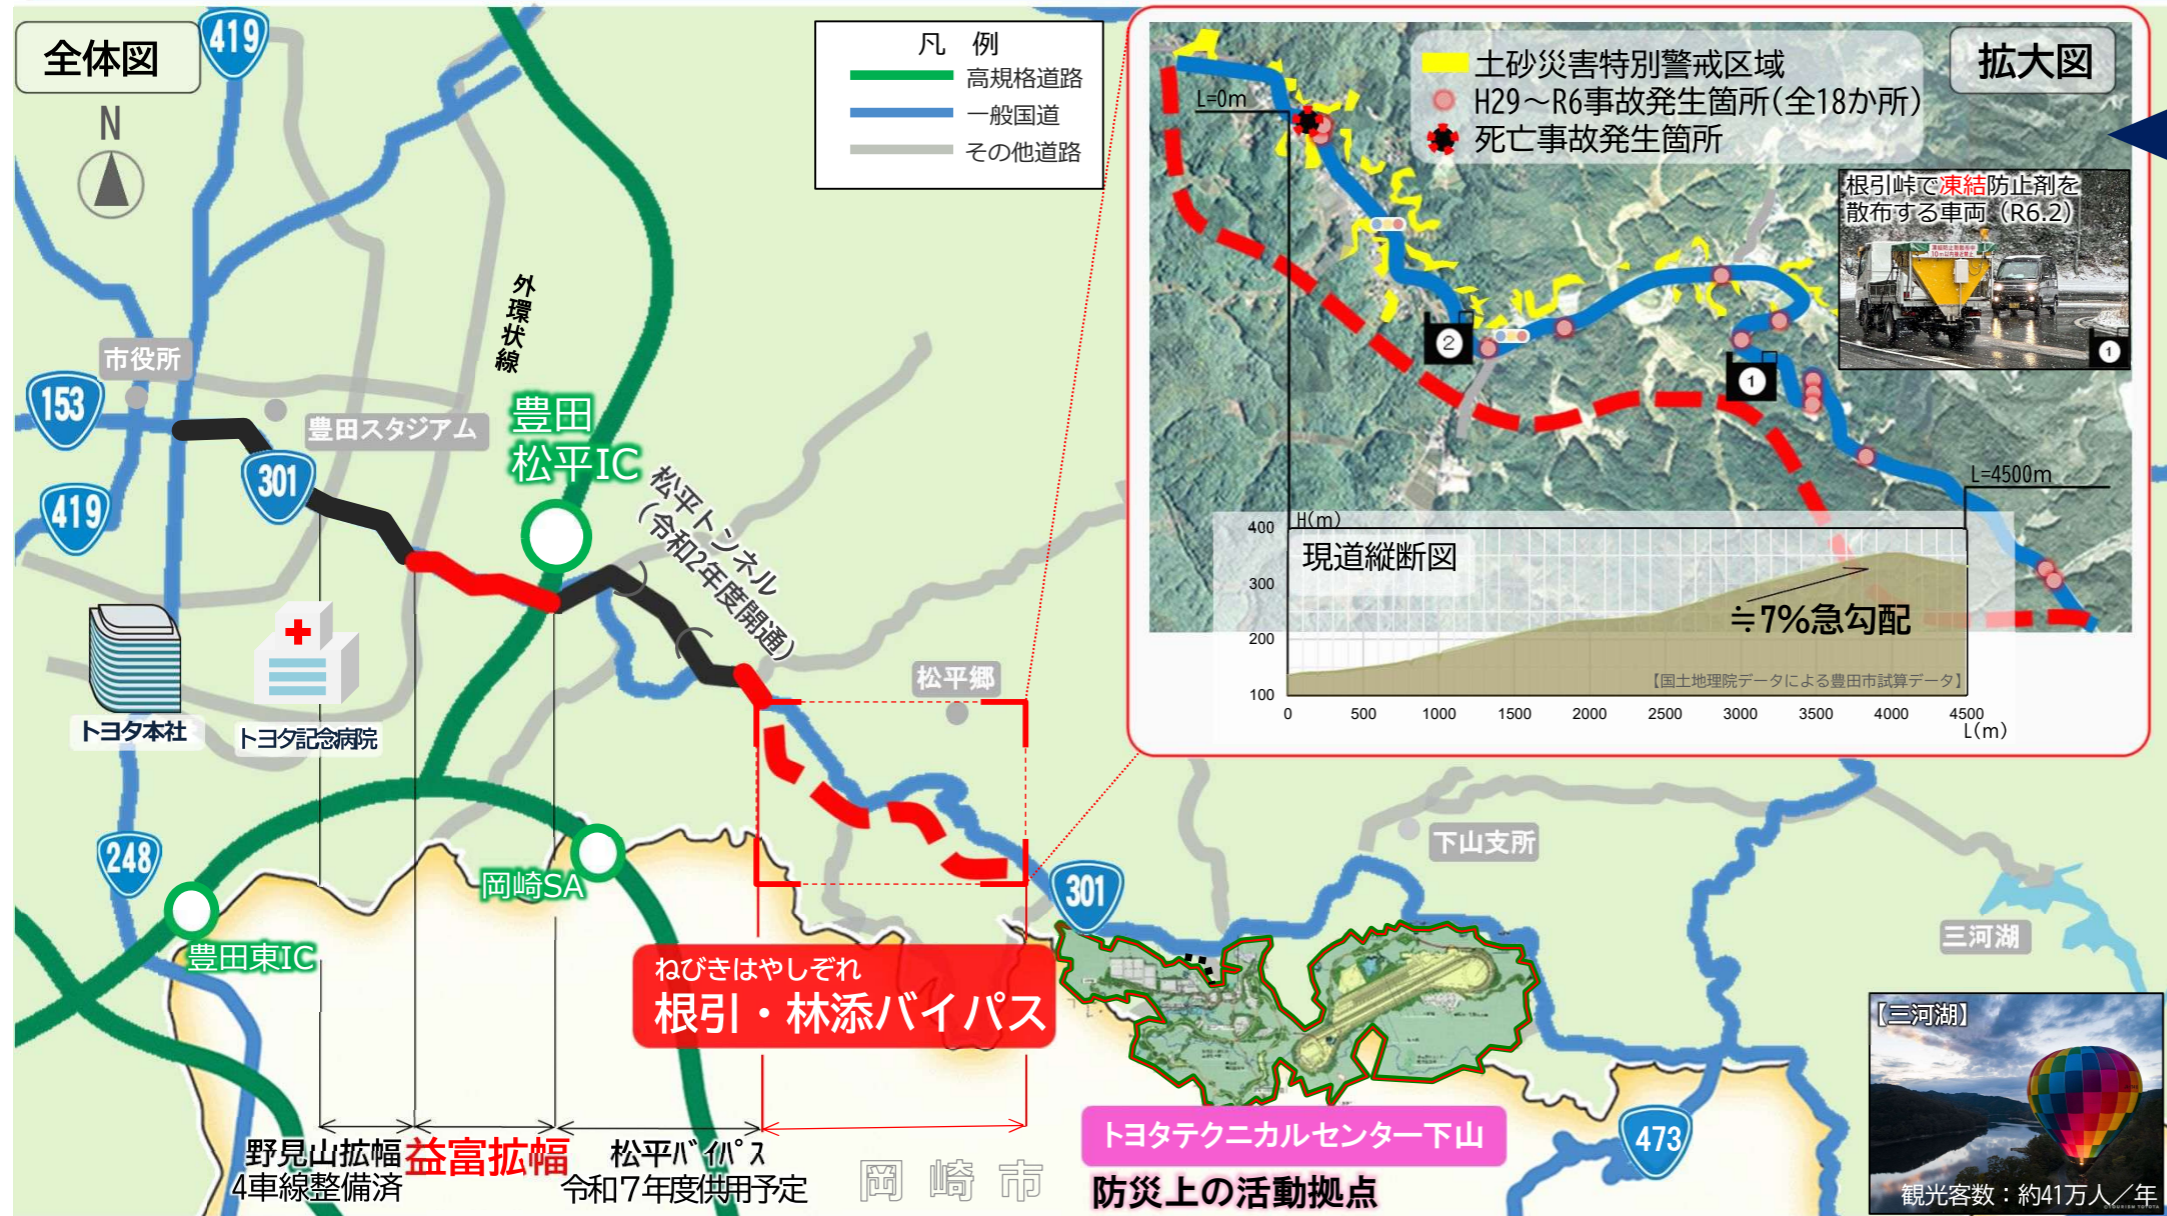 全体図
N
419
凡 例
高規格道路
一般国道
その他道路
外環状線
市役所
153
豊田スタジアム
301
419
豊田
松平IC
松平トンネル
（令和2年度開通）
トヨタ本社
トヨタ記念病院
松平郷
248
岡崎SA
豊田東IC
301
下山支所
三河湖
ねびきはやしぞれ
根引・林添バイパス
野見山拡幅
4車線整備済
益富拡幅
松平バイパス
令和７年度供用予定
岡崎市
トヨタテクニカルセンター下山
防災上の活動拠点
473
【三河湖】
観光客数：約41万人／年
拡大図
土砂災害特別警戒区域
H29～R6事故発生箇所(全18か所)
死亡事故発生箇所
L=0m
根引峠で凍結防止剤を
散布する車両（R6.2）
1
2
1
L=4500m
H(m)
現道縦断図
≒7%急勾配
【国土地理院データによる豊田市試算データ】
400
300
200
100
0 500 1000 1500 2000 2500 3000 3500 4000 4500
L(m)